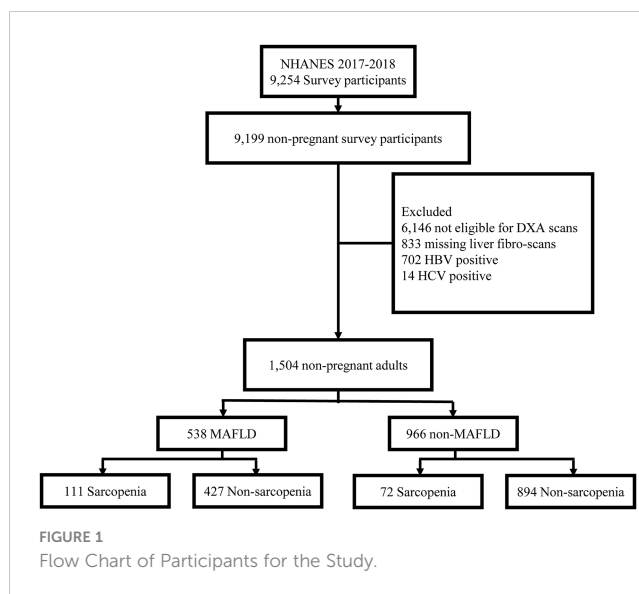 NHANES 2017-2018
9,254 Survey participants
9,199 non-pregnant survey participants
Excluded
6,146 not eligible for DXA scans
833 missing liver fibro-scans
702 HBV positive
14 HCV positive
1,504 non-pregnant adults
538 MAFLD
966 non-MAFLD
111 Sarcopenia
427 Non-sarcopenia
72 Sarcopenia
894 Non-sarcopenia
FIGURE 1
Flow Chart of Participants for the Study.